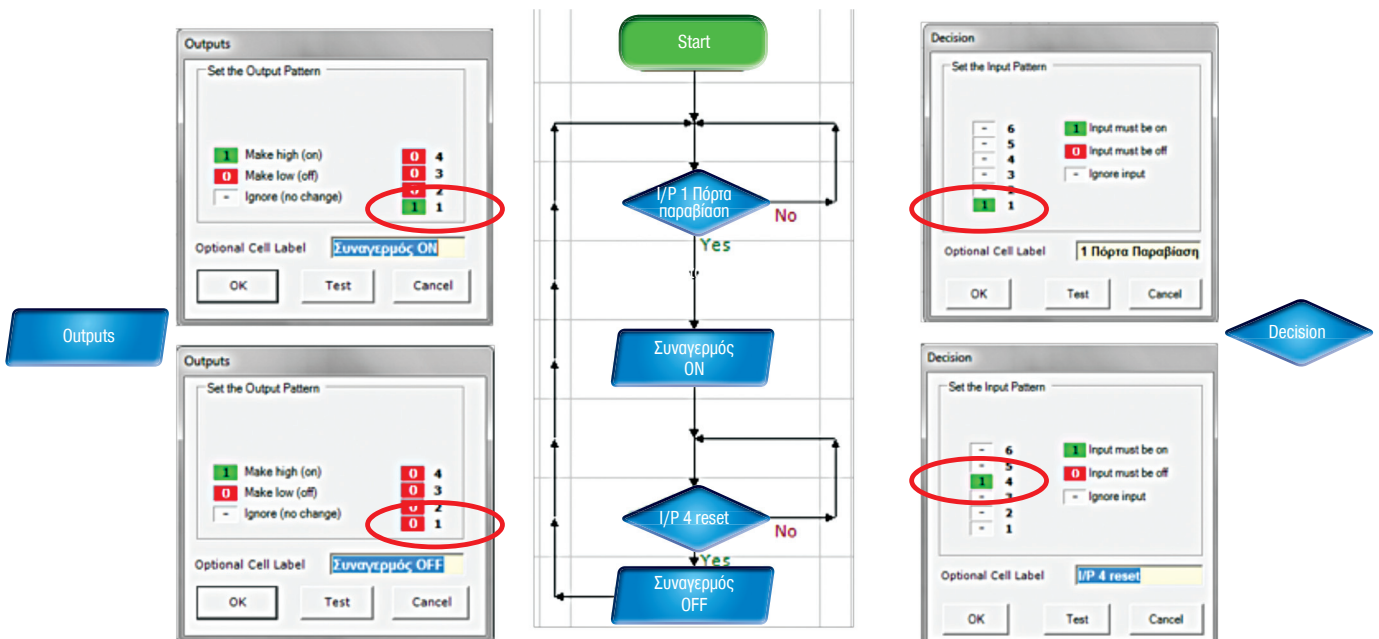 Outputs
Set the Output Pattern
1 Make high (on)
0 Make low (off)
- Ignore (no change)
0 4
0 3
0 2
1 1
Optional Cell Label Συναγερμός ON
OK Test Cancel
Outputs
Outputs
Set the Output Pattern
1 Make high (on)
0 Make low (off)
- Ignore (no change)
0 4
0 3
0 2
0 1
Optional Cell Label Συναγερμός OFF
OK Test Cancel
Start
I/P 1 Πόρτα
παραβίαση
No
Yes
Συναγερμός
ON
I/P 4 reset
No
Yes
Συναγερμός
OFF
Decision
Set the Input Pattern
- 6
- 5
- 4
- 3
- 2
1 1
1 Input must be on
0 Input must be off
- Ignore input
Optional Cell Label 1 Πόρτα Παραβίαση
OK Test Cancel
Decision
Decision
Set the Input Pattern
- 6
- 5
1 4
- 3
- 2
- 1
1 Input must be on
0 Input must be off
- Ignore input
Optional Cell Label I/P 4 reset
OK Test Cancel